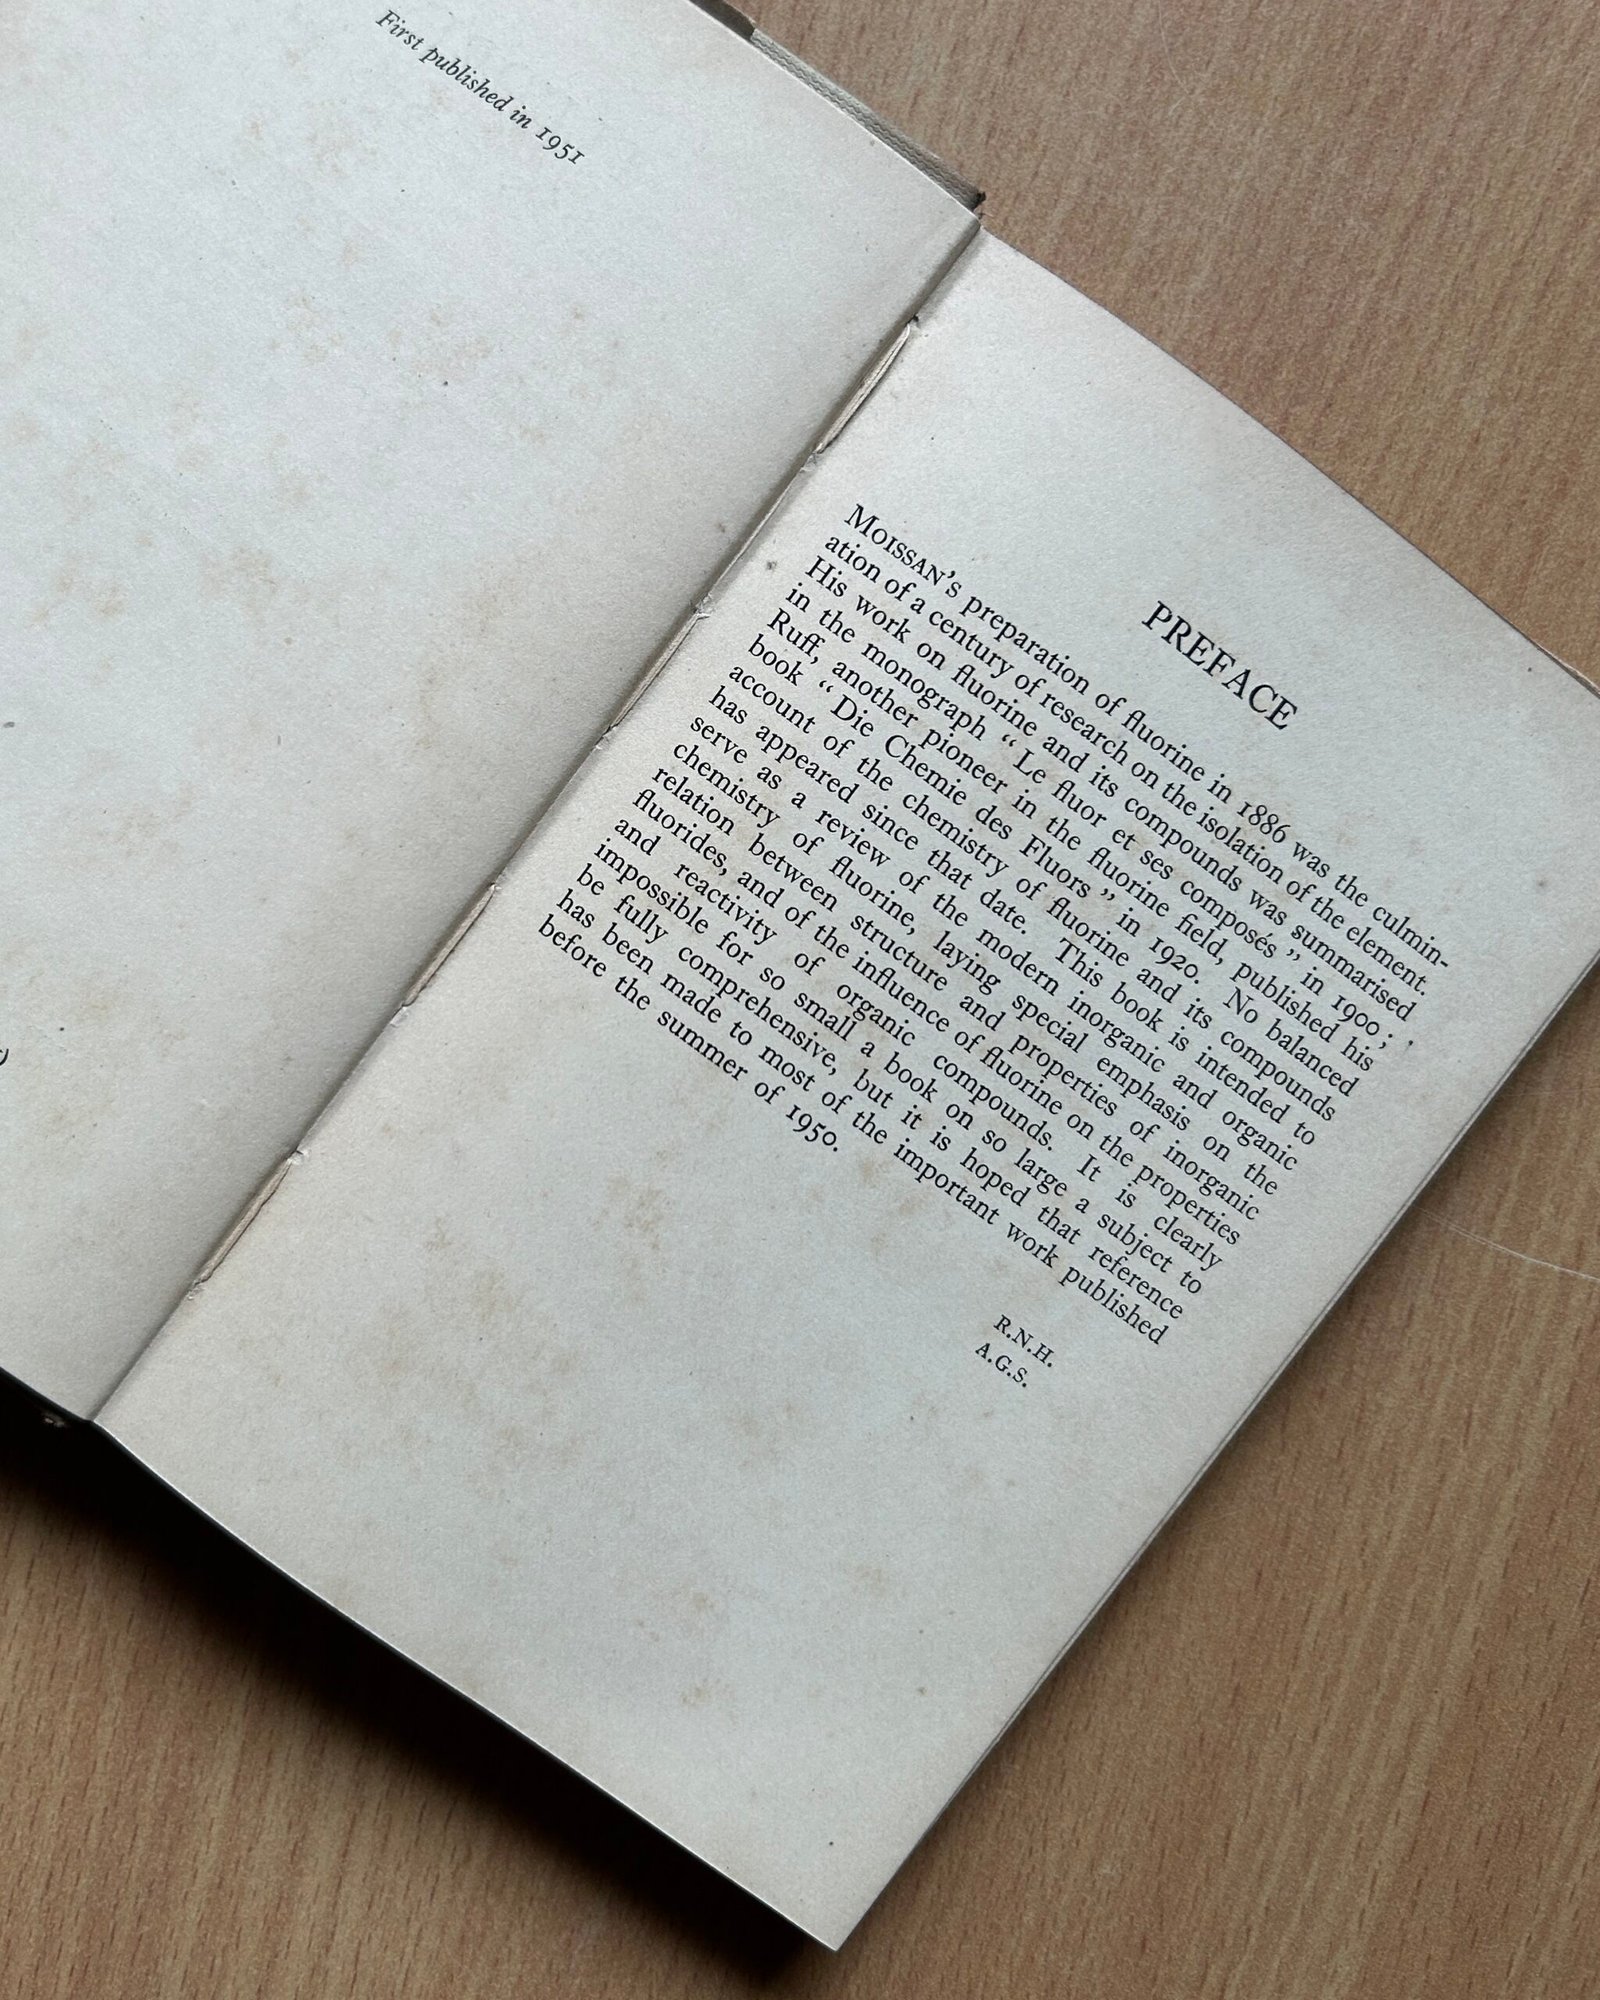 First published in 1951
PREFACE
MOISSAN's preparation of fluorine in 1886 was the culmin-
ation of a century of research on the isolation of the element.
His work on fluorine and its compounds was summarised
in the monograph “ Le fluor et ses composés ” in 1900 ;
Ruff, another pioneer in the fluorine field, published his
book “ Die Chemie des Fluors ” in 1920. No balanced
account of the chemistry of fluorine and its compounds
has appeared since that date. This book is intended to
serve as a review of the modern inorganic and organic
chemistry of fluorine, laying special emphasis on the
relation between structure and properties of inorganic
fluorides, and of the influence of fluorine on the properties
and reactivity of organic compounds. It is clearly
impossible for so small a book on so large a subject to
be fully comprehensive, but it is hoped that reference
has been made to most of the important work published
before the summer of 1950.
R.N.H.
A.G.S.